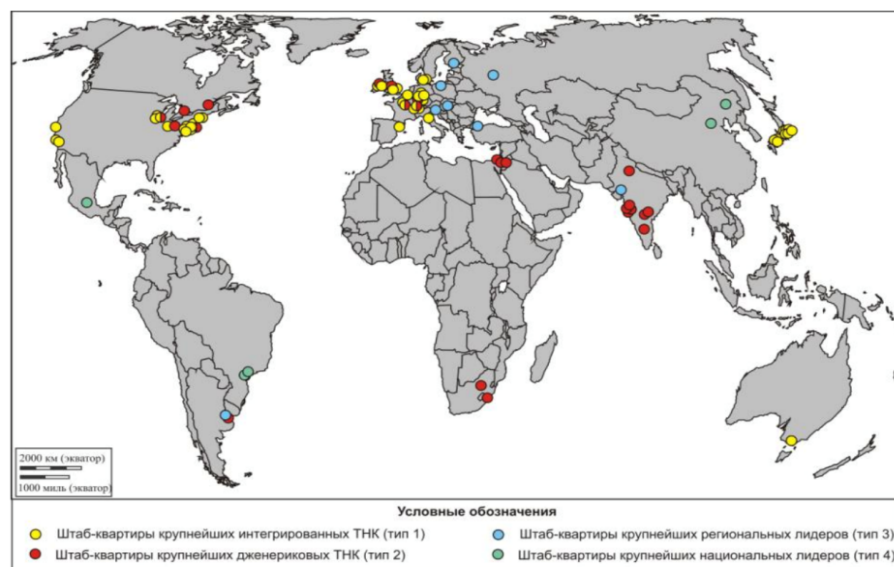 2000 км (экватор)
1000 миль (экватор)
Условные обозначения
Штаб-квартиры крупнейших интегрированных ТНК (тип 1)
Штаб-квартиры крупнейших региональных лидеров (тип 3)
Штаб-квартиры крупнейших дженериковых ТНК (тип 2)
Штаб-квартиры крупнейших национальных лидеров (тип 4)